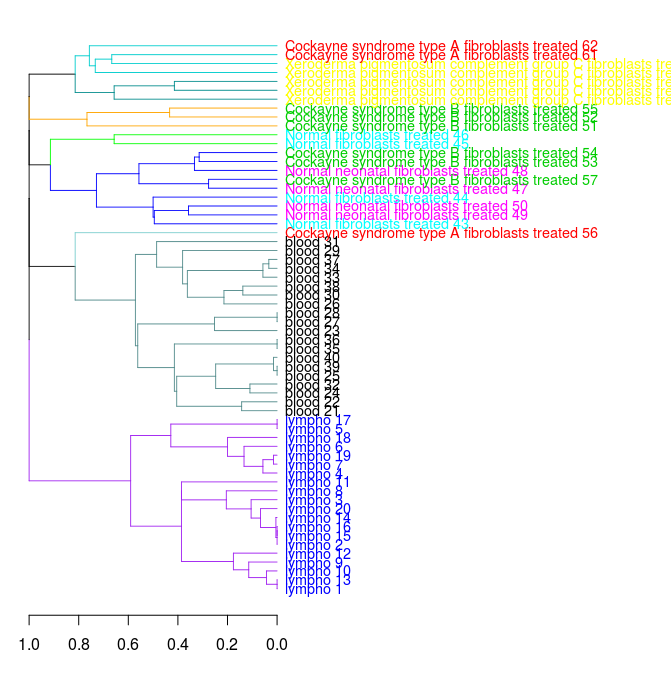 Cockayne syndrome type A fibroblasts treated 62
Cockayne syndrome type A fibroblasts treated 61
Cockayne syndrome type B fibroblasts treated 55
Cockayne syndrome type B fibroblasts treated 52
Cockayne syndrome type B fibroblasts treated 51
Normal fibroblasts treated 46
Normal fibroblasts treated 45
Cockayne syndrome type B fibroblasts treated 54
Cockayne syndrome type B fibroblasts treated 53
Normal neonatal fibroblasts treated 48
Cockayne syndrome type B fibroblasts treated 57
Normal neonatal fibroblasts treated 47
Normal fibroblasts treated 44
Normal neonatal fibroblasts treated 50
Normal neonatal fibroblasts treated 49
Normal fibroblasts treated 43
Cockayne syndrome type A fibroblasts treated 56
blood 31
blood 29
blood 37
blood 34
blood 33
blood 38
blood 30
blood 26
blood 28
blood 27
blood 23
blood 36
blood 35
blood 40
blood 39
blood 25
blood 32
blood 24
blood 22
blood 21
lympho 17
lympho 5
lympho 18
lympho 6
lympho 19
lympho 7
lympho 4
lympho 11
lympho 8
lympho 3
lympho 20
lympho 14
lympho 16
lympho 15
lympho 2
lympho 12
lympho 9
lympho 10
lympho 13
lympho 1
1.0 0.8 0.6 0.4 0.2 0.0